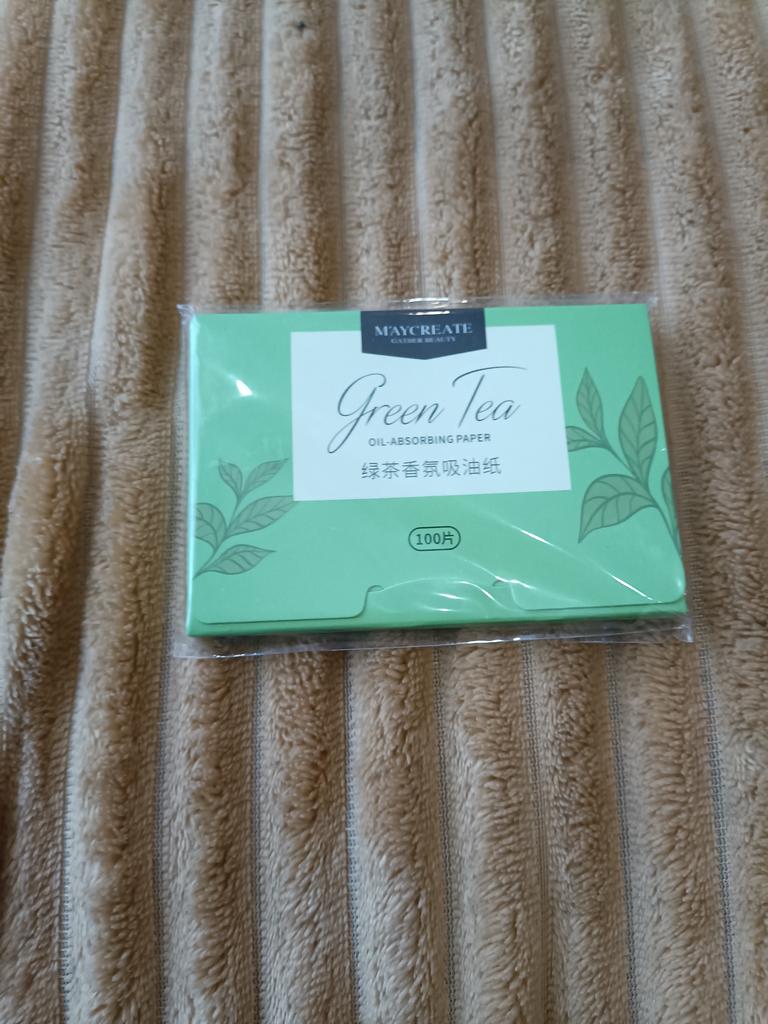 M'AYCREATE
GATHER BEAUTY
Green Tea
OIL-ABSORBING PAPER
绿茶香氛吸油纸
100片